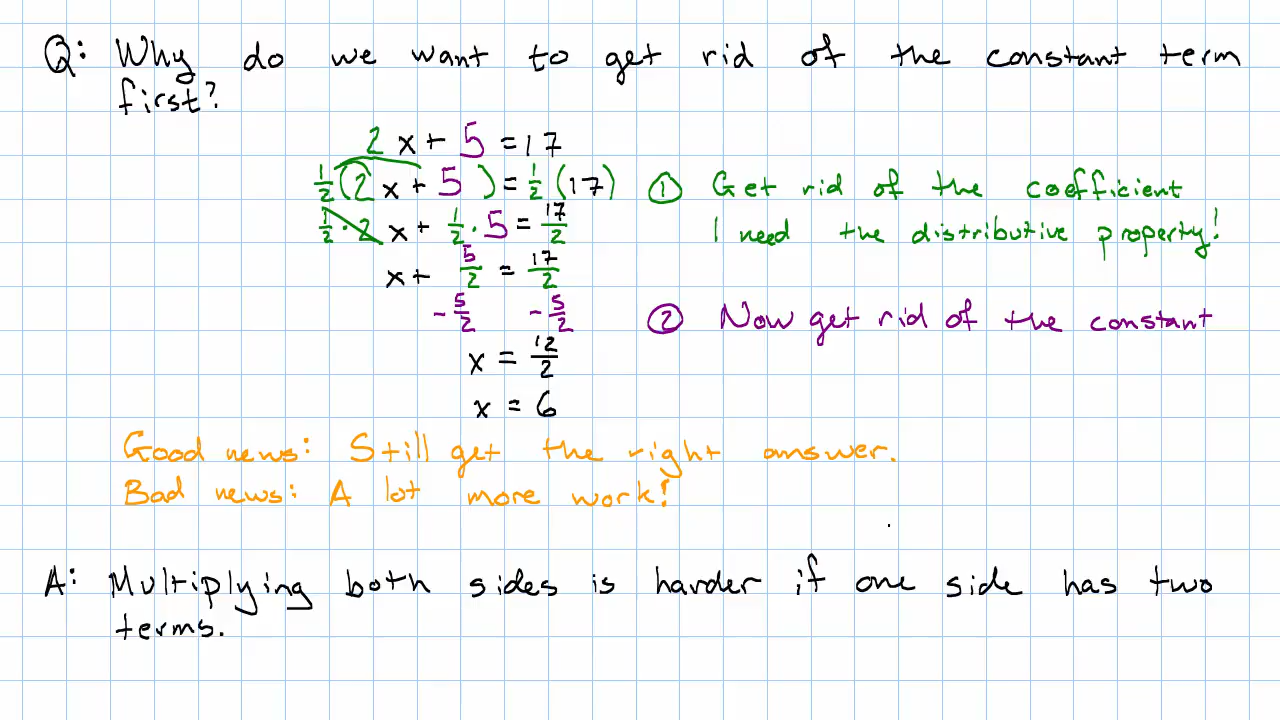 Q: Why do we want to get rid of the constant term
first?
2x + 5 = 17
1/2(2x + 5) = 1/2(17) ① Get rid of the coefficient
1/2 · 2x + 1/2 · 5 = 17/2 I need the distributive property!
x + 5/2 = 17/2
- 5/2 - 5/2 ② Now get rid of the constant
x = 12/2
x = 6
Good news: Still get the right answer.
Bad news: A lot more work!
A: Multiplying both sides is harder if one side has two
terms.